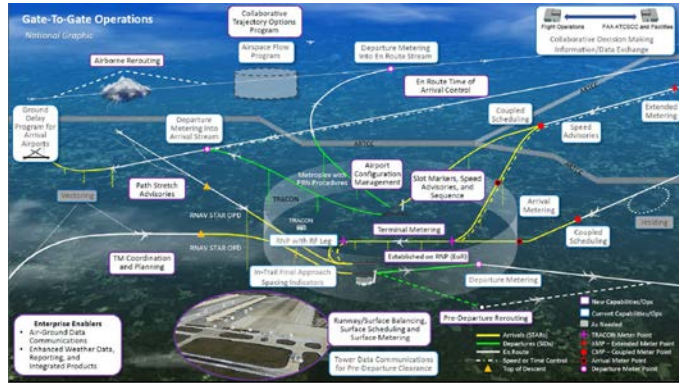 Gate-To-Gate Operations
National Graphic
Collaborative
Trajectory Options
Program
Airspace Flow
Program
Departure Metering
Into En Route Stream
Flight Operations
FAA ATCSCC and Facilities
Collaborative Decision Making
Information/Data Exchange
Airborne Rerouting
En Route Time of
Arrival Control
Ground
Delay
Program for
Arrival
Airports
Departure
Metering Into
Arrival Stream
Coupled
Scheduling
Extended
Metering
Speed
Advisories
ARTCC
ARTCC
Metroplex with
PBN Procedures
Airport
Configuration
Management
Slot Markers, Speed
Advisories, and
Sequence
Vectoring
Path Stretch
Advisories
TRACON
TRACON
Arrival
Metering
Holding
RNAV STAR OPD
Terminal Metering
Coupled
Scheduling
RNAV STAR OPD
RNP with RF Leg
Established on RNP (EoR)
TM Coordination
and Planning
In-Trail Final Approach
Spacing Indicators
Departure Metering
Pre-Departure Rerouting
Enterprise Enablers
• Air-Ground Data
Communications
• Enhanced Weather Data,
Reporting, and
Integrated Products
Runway/Surface Balancing,
Surface Scheduling and
Surface Metering
Tower Data Communications
for Pre-Departure Clearance
Arrivals (STARs)
Departures (SIDs)
En Route
Speed or Time Control
Top of Descent
New Capabilities/Ops
Current Capabilities/Ops
As Needed
TRACON Meter Point
XMP – Extended Meter Point
CMP – Coupled Meter Point
Arrival Meter Point
Departure Meter Point